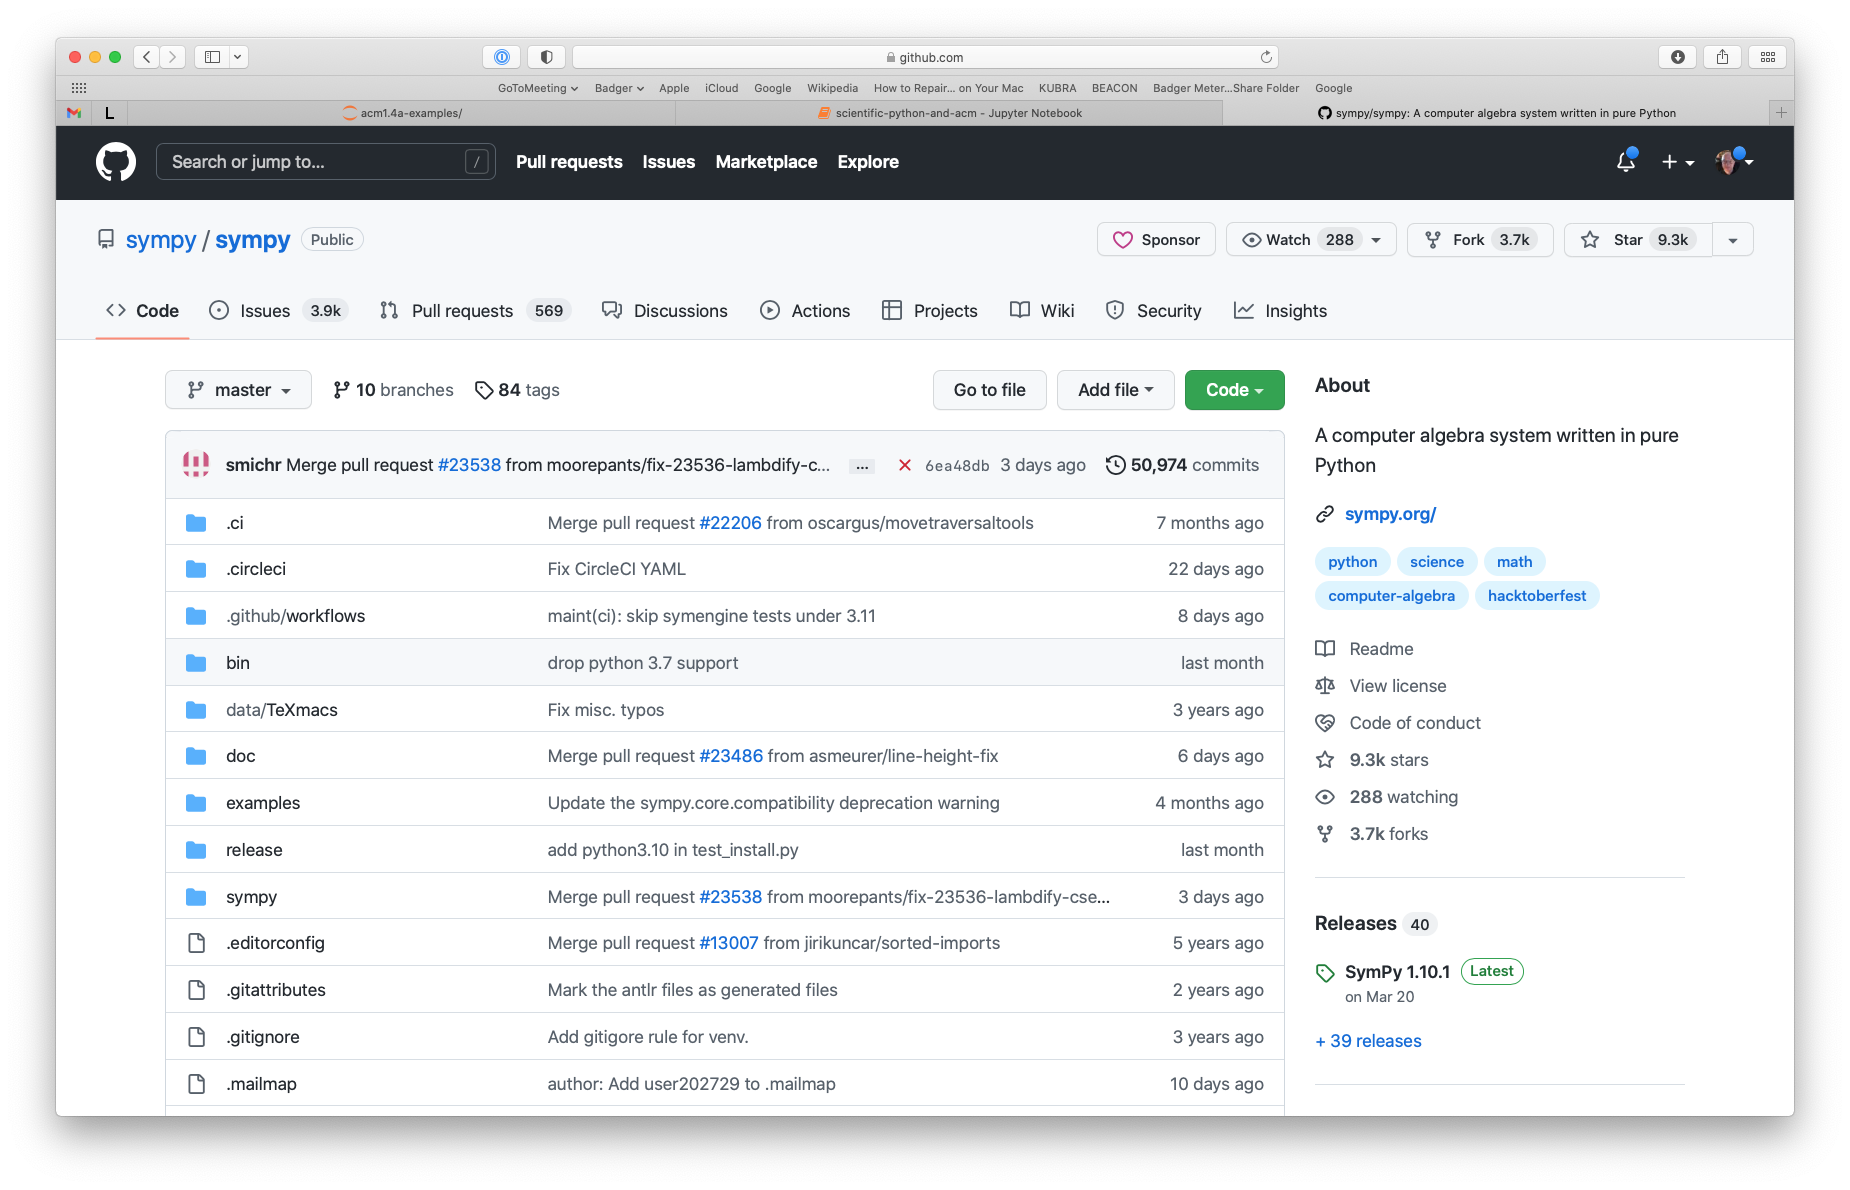 github.com
GoToMeeting Badger Apple iCloud Google Wikipedia How to Repair... on Your Mac KUBRA BEACON Badger Meter...Share Folder Google
L acm1.4a-examples/ scientific-python-and-acm - Jupyter Notebook sympy/sympy: A computer algebra system written in pure Python
Search or jump to... / Pull requests Issues Marketplace Explore
sympy / sympy Public Sponsor Watch 288 Fork 3.7k Star 9.3k
Code Issues 3.9k Pull requests 569 Discussions Actions Projects Wiki Security Insights
master 10 branches 84 tags Go to file Add file Code
smichr Merge pull request #23538 from moorepants/fix-23536-lambdify-c... ... 6ea48db 3 days ago 50,974 commits
.ci Merge pull request #22206 from oscargus/movetraversaltools 7 months ago
.circleci Fix CircleCI YAML 22 days ago
.github/workflows maint(ci): skip symengine tests under 3.11 8 days ago
bin drop python 3.7 support last month
data/TeXmacs Fix misc. typos 3 years ago
doc Merge pull request #23486 from asmeurer/line-height-fix 6 days ago
examples Update the sympy.core.compatibility deprecation warning 4 months ago
release add python3.10 in test_install.py last month
sympy Merge pull request #23538 from moorepants/fix-23536-lambdify-cse... 3 days ago
.editorconfig Merge pull request #13007 from jirikuncar/sorted-imports 5 years ago
.gitattributes Mark the antlr files as generated files 2 years ago
.gitignore Add gitigore rule for venv. 3 years ago
.mailmap author: Add user202729 to .mailmap 10 days ago
About
A computer algebra system written in pure
Python
sympy.org/
python science math
computer-algebra hacktoberfest
Readme
View license
Code of conduct
9.3k stars
288 watching
3.7k forks
Releases 40
SymPy 1.10.1 Latest
on Mar 20
+ 39 releases